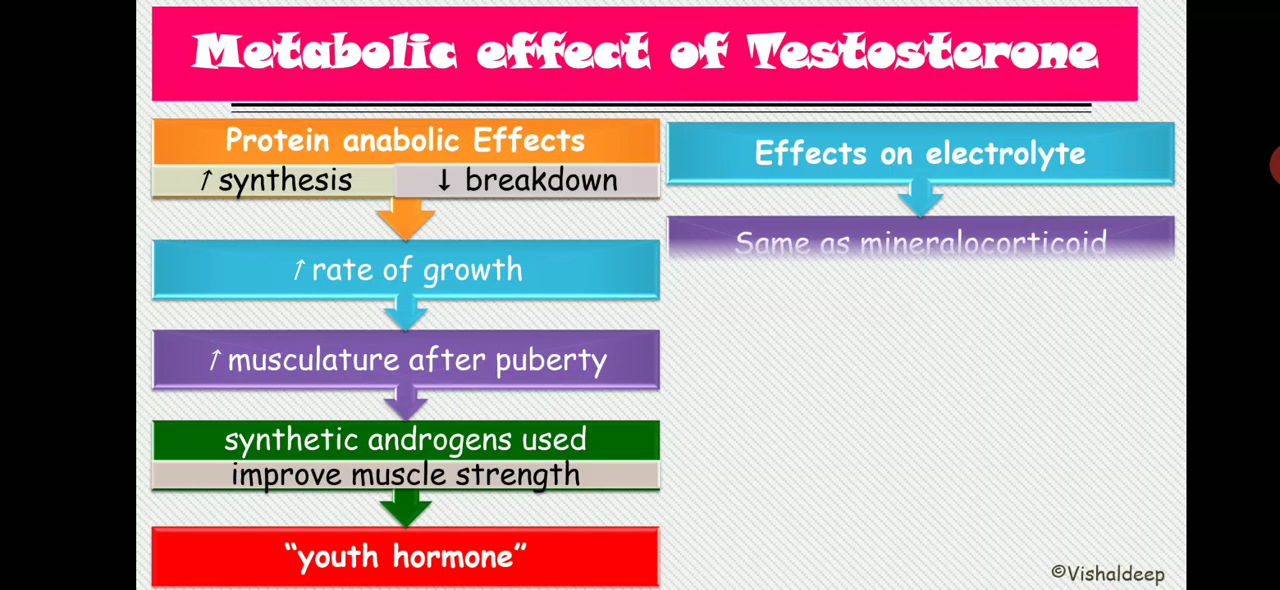 Metabolic effect of Testosterone
Protein anabolic Effects
↑ synthesis
↓ breakdown
↑ rate of growth
↑ musculature after puberty
synthetic androgens used
improve muscle strength
“youth hormone”
Effects on electrolyte
Same as mineralocorticoid
©Vishaldeep